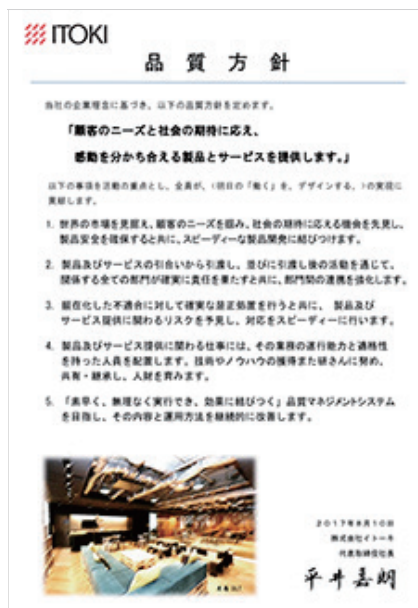 ITOKI
品質方針
当社の企業理念に基づき、以下の品質方針を定めます。
「顧客のニーズと社会の期待に応え、
感動を分かち合える製品とサービスを提供します。」
以下の事項を活動の重点とし、全員が、〈明日の「働く」を、デザインする。〉の実現に
貢献します。
1. 世界の市場を見据え、顧客のニーズを掴み、社会の期待に応える機会を先見し、
製品安全を確保すると共に、スピーディーな製品開発に結びつけます。
2. 製品及びサービスの引合いから引渡し、並びに引渡し後の活動を通じて、
関係する全ての部門が確実に責任を果たすと共に、部門間の連携を強化します。
3. 顕在化した不適合に対して確実な是正処置を行うと共に、製品及び
サービス提供に関わるリスクを予見し、対応をスピーディーに行います。
4. 製品及びサービス提供に関わる仕事には、その業務の遂行能力と適格性
を持った人員を配置します。技術やノウハウの獲得また研さんに努め、
共有・継承し、人財を育みます。
5. 「素早く、無理なく実行でき、効果に結びつく」品質マネジメントシステム
を目指し、その内容と運用方法を継続的に改善します。
2017年8月10日
株式会社イトーキ
代表取締役社長
平井嘉朗